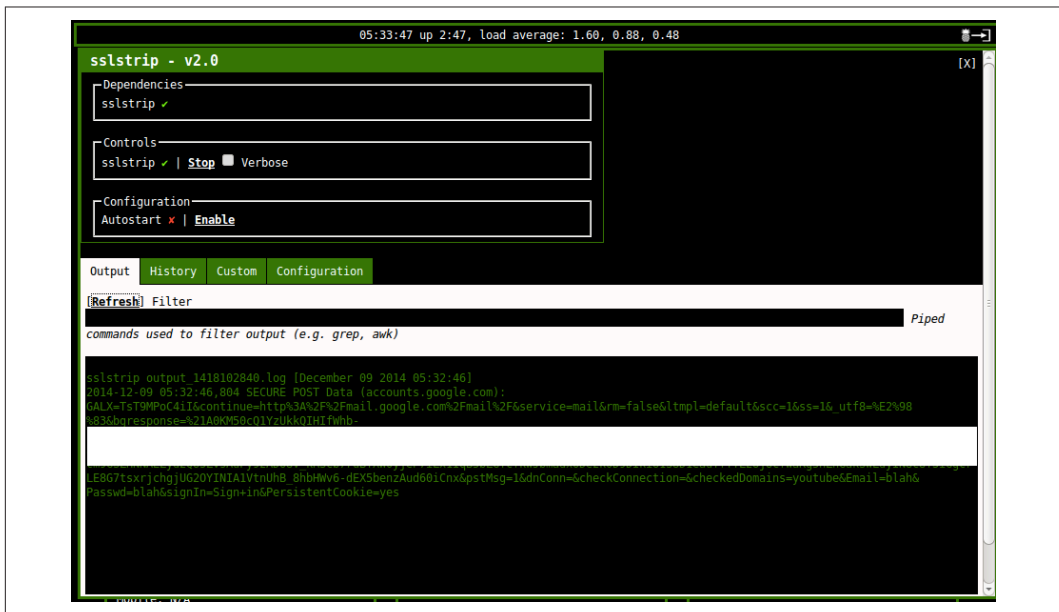 05:33:47 up 2:47, load average: 1.60, 0.88, 0.48
sslstrip - v2.0
[X]
Dependencies
sslstrip ✔
Controls
sslstrip ✔ | Stop Verbose
Configuration
Autostart ✘ | Enable
Output History Custom Configuration
[Refresh] Filter
Piped
commands used to filter output (e.g. grep, awk)
sslstrip output_1418102840.log [December 09 2014 05:32:46]
2014-12-09 05:32:46,804 SECURE POST Data (accounts.google.com):
GALX=TsT9MPoC4iI&continue=http%3A%2F%2Fmail.google.com%2Fmail%2F&service=mail&rm=false&ltmpl=default&scc=1&ss=1&_utf8=%E2%98
%83&bgresponse=%21A0KM50cQ1YzUkkQIHIfWhb-
LE8G7tsxrjchgjUG2OYINIA1VtnUhB_8hbHWv6-dEX5benzAud60iCnx&pstMsg=1&dnConn=&checkConnection=&checkedDomains=youtube&Email=blah&
Passwd=blah&signIn=Sign+in&PersistentCookie=yes